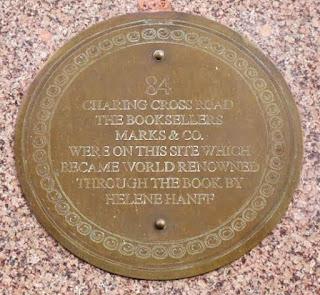 84
CHARING CROSS ROAD
THE BOOKSELLERS
MARKS & CO.
WERE ON THIS SITE WHICH
BECAME WORLD RENOWNED
THROUGH THE BOOK BY
HELENE HANFF